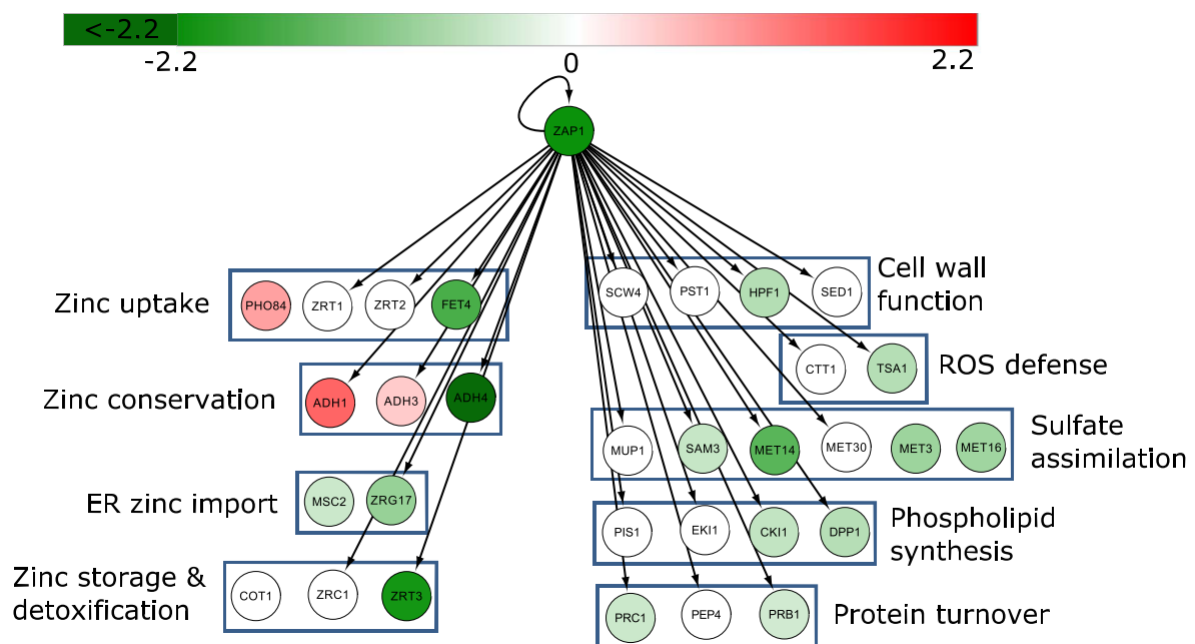 <-2.2
-2.2
0
2.2
ZAP1
Zinc uptake
PHO84
ZRT1
ZRT2
FET4
Zinc conservation
ADH1
ADH3
ADH4
ER zinc import
MSC2
ZRG17
Zinc storage &
detoxification
COT1
ZRC1
ZRT3
SCW4
PST1
HPF1
SED1
Cell wall
function
CTT1
TSA1
ROS defense
MUP1
SAM3
MET14
MET30
MET3
MET16
Sulfate
assimilation
PIS1
EKI1
CKI1
DPP1
Phospholipid
synthesis
PRC1
PEP4
PRB1
Protein turnover